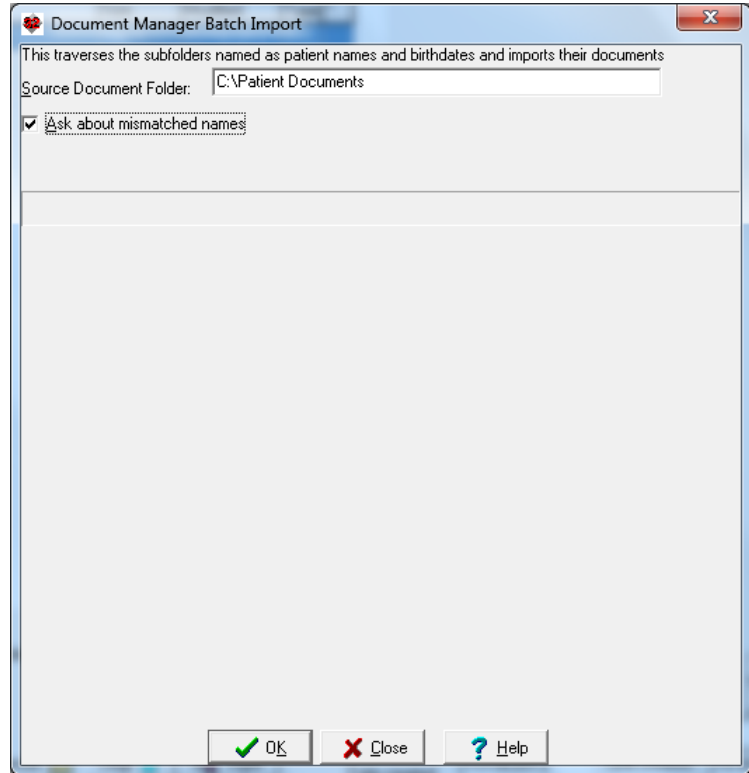 Document Manager Batch Import
This traverses the subfolders named as patient names and birthdates and imports their documents
Source Document Folder: C:\Patient Documents
Ask about mismatched names
OK Close Help